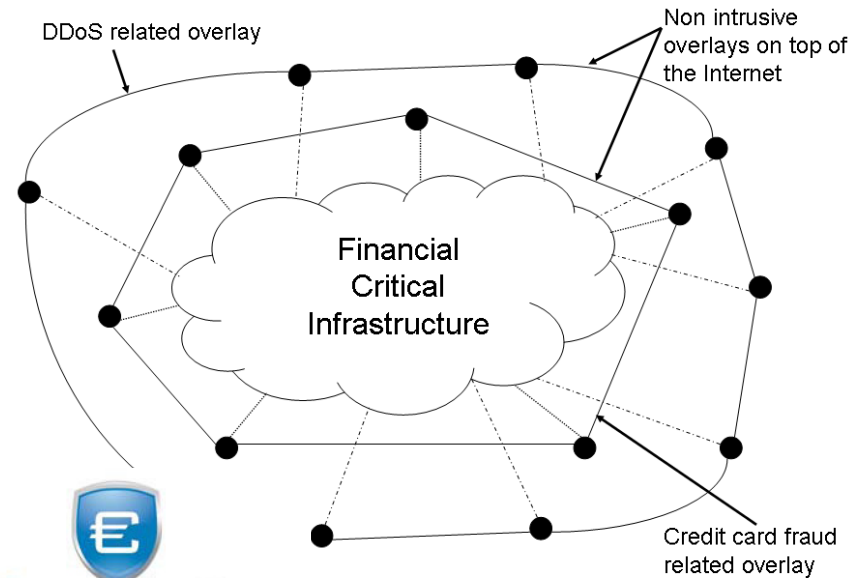 DDoS related overlay
Non intrusive
overlays on top of
the Internet
Financial
Critical
Infrastructure
€
Credit card fraud
related overlay